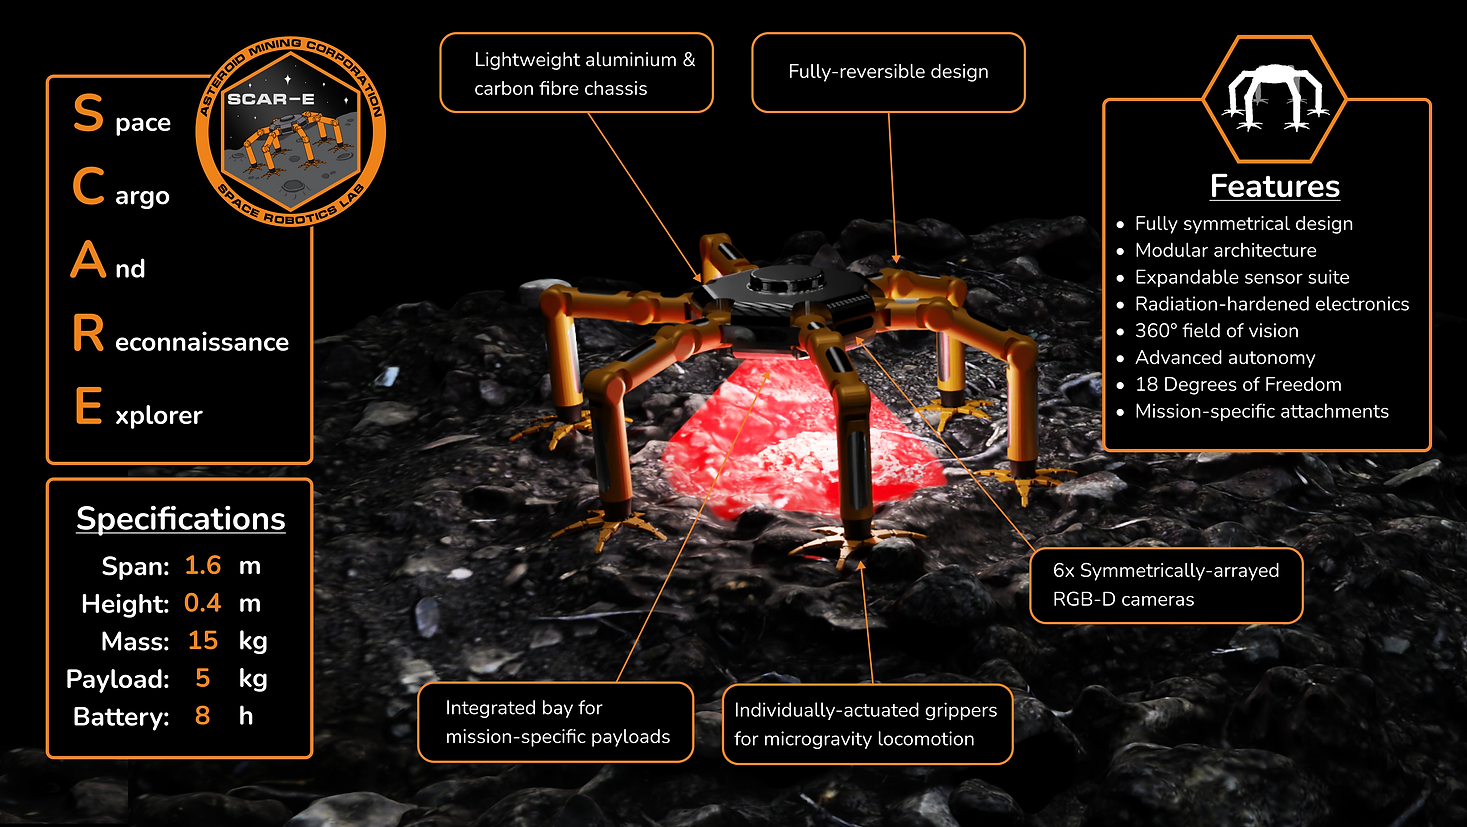 S pace
C argo
A nd
R econnaissance
E xplorer
ASTEROID MINING CORPORATION
SCAR-E
SPACE ROBOTICS LAB
Specifications
Span: 1.6 m
Height: 0.4 m
Mass: 15 kg
Payload: 5 kg
Battery: 8 h
Lightweight aluminium &
carbon fibre chassis
Fully-reversible design
Integrated bay for
mission-specific payloads
Individually-actuated grippers
for microgravity locomotion
6x Symmetrically-arrayed
RGB-D cameras
Features
• Fully symmetrical design
• Modular architecture
• Expandable sensor suite
• Radiation-hardened electronics
• 360° field of vision
• Advanced autonomy
• 18 Degrees of Freedom
• Mission-specific attachments